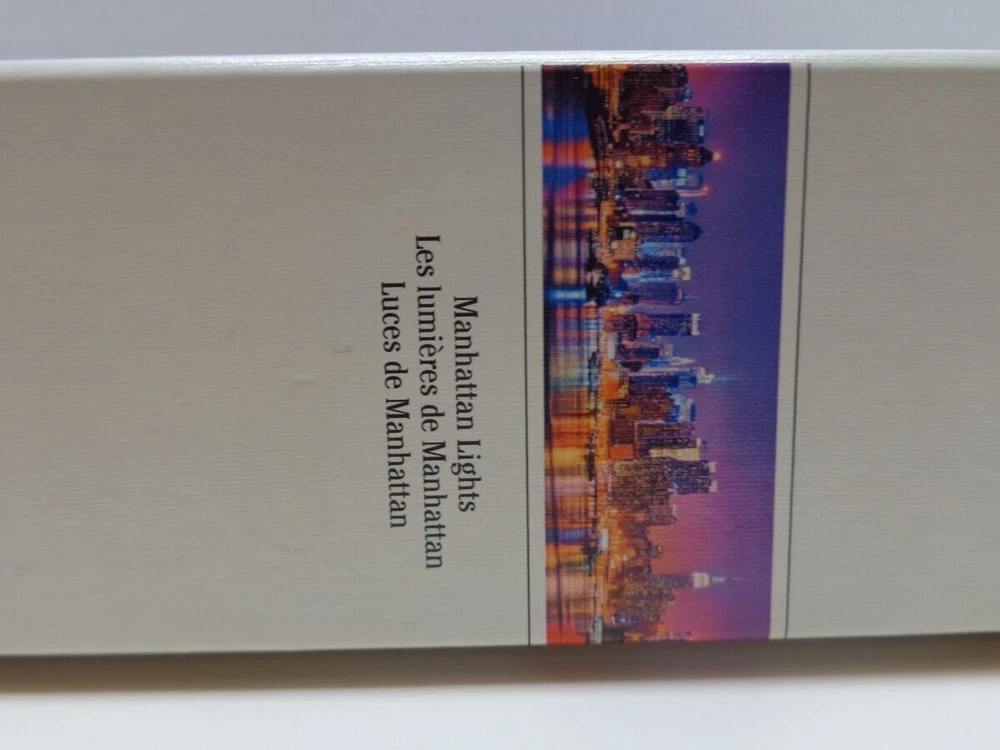 Manhattan Lights
Les lumières de Manhattan
Luces de Manhattan